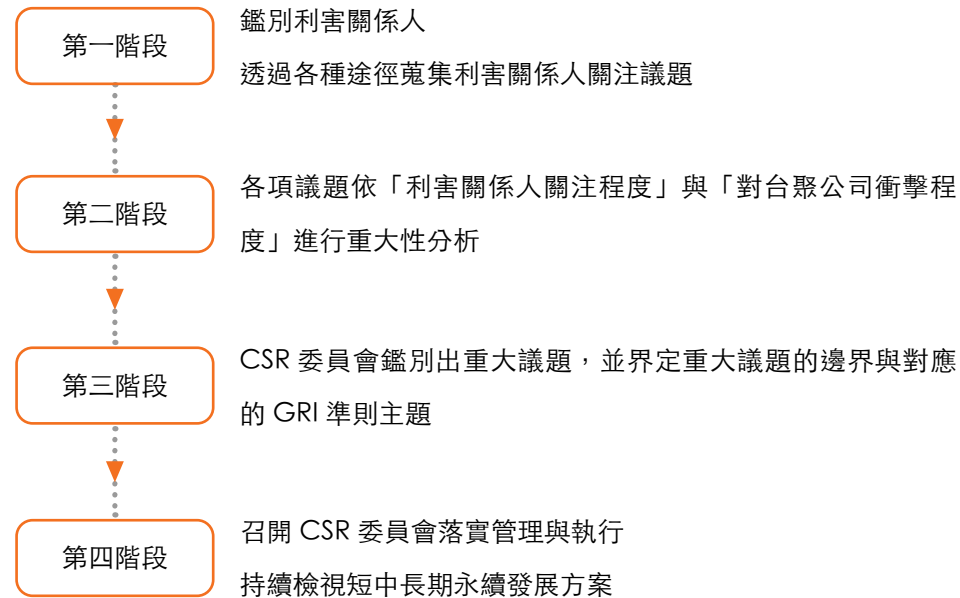 第一階段
鑑別利害關係人
透過各種途徑蒐集利害關係人關注議題
第二階段
各項議題依「利害關係人關注程度」與「對台聚公司衝擊程
度」進行重大性分析
第三階段
CSR 委員會鑑別出重大議題，並界定重大議題的邊界與對應
的 GRI 準則主題
第四階段
召開 CSR 委員會落實管理與執行
持續檢視短中長期永續發展方案